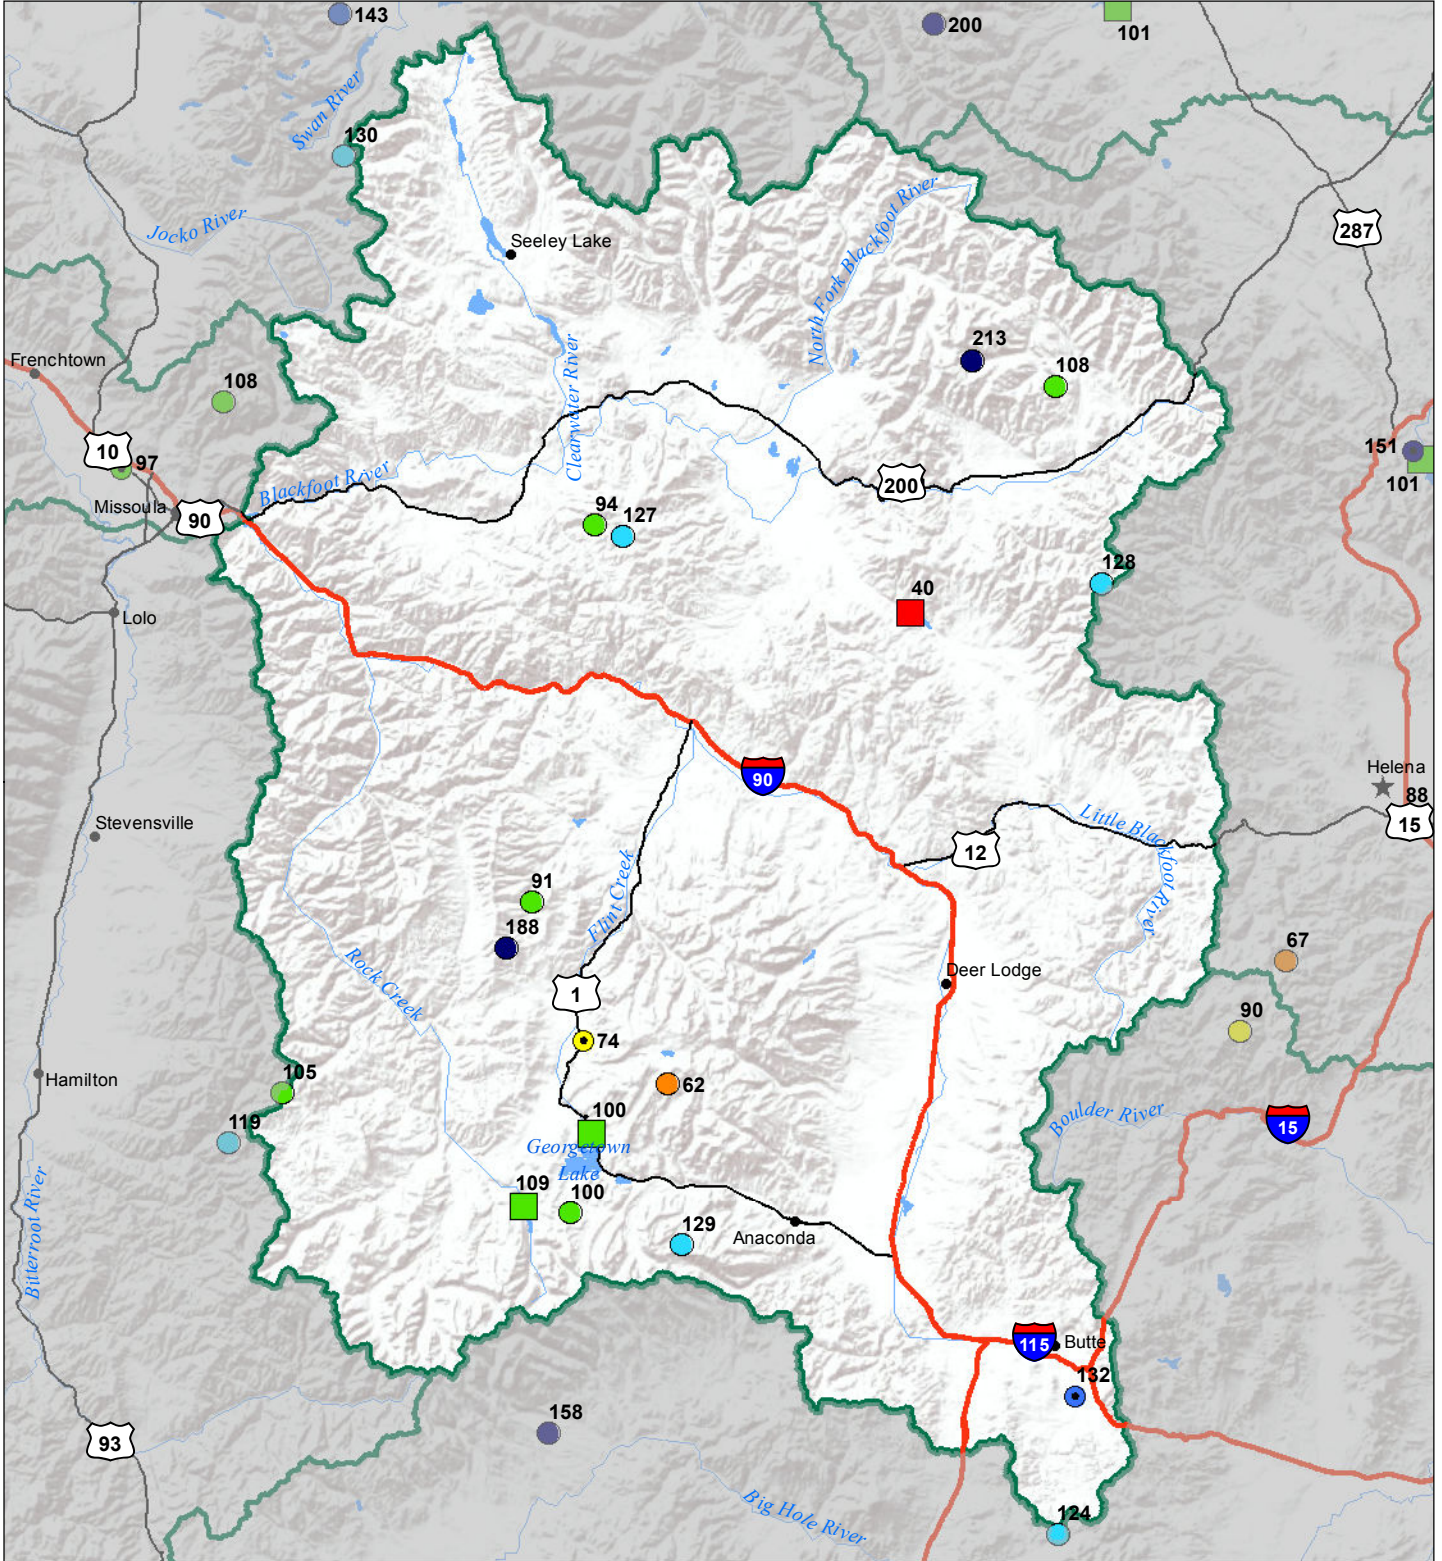 143
200
101
Swan River
130
Jocko River
North Fork Blackfoot River
287
Seeley Lake
213
108
Frenchtown
108
Clearwater River
10
97
151
101
Blackfoot River
200
Missoula
90
94
127
128
40
Lolo
90
Helena
88
15
Little Blackfoot River
12
Stevensville
Flint Creek
91
188
67
Rock Creek
Deer Lodge
1
90
74
Hamilton
62
105
100
Boulder River
15
119
Georgetown
Lake
109
100
Bitterroot River
129
Anaconda
115
Butte
132
158
93
Big Hole River
124